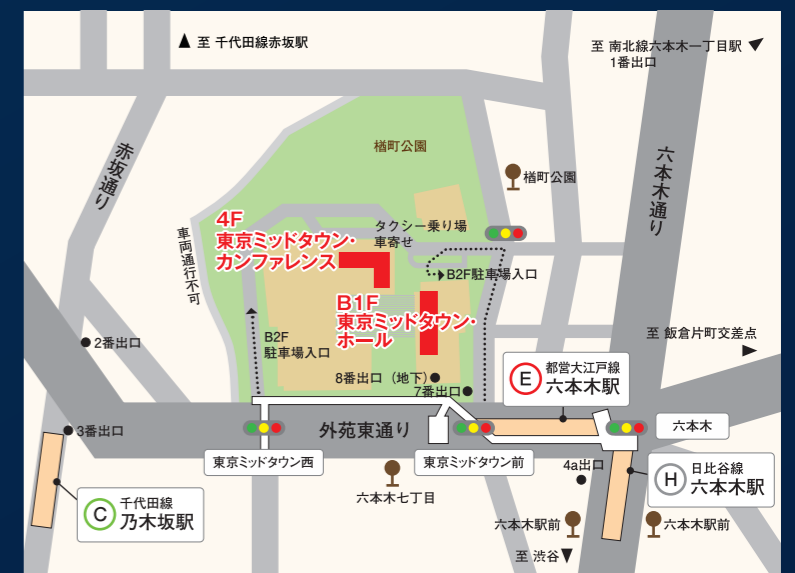 至 千代田線赤坂駅
至 南北線六本木一丁目駅
1番出口
赤坂通り
檜町公園
檜町公園
六本木通り
車両通行不可
4F
東京ミッドタウン・
カンファレンス
タクシー乗り場
車寄せ
B2F駐車場入口
B1F
東京ミッドタウン・
ホール
B2F
駐車場入口
2番出口
至 飯倉片町交差点
8番出口（地下）
7番出口
E
都営大江戸線
六本木駅
3番出口
外苑東通り
六本木
東京ミッドタウン西
東京ミッドタウン前
4a出口
H
日比谷線
六本木駅
六本木七丁目
C
千代田線
乃木坂駅
六本木駅前
六本木駅前
至 渋谷